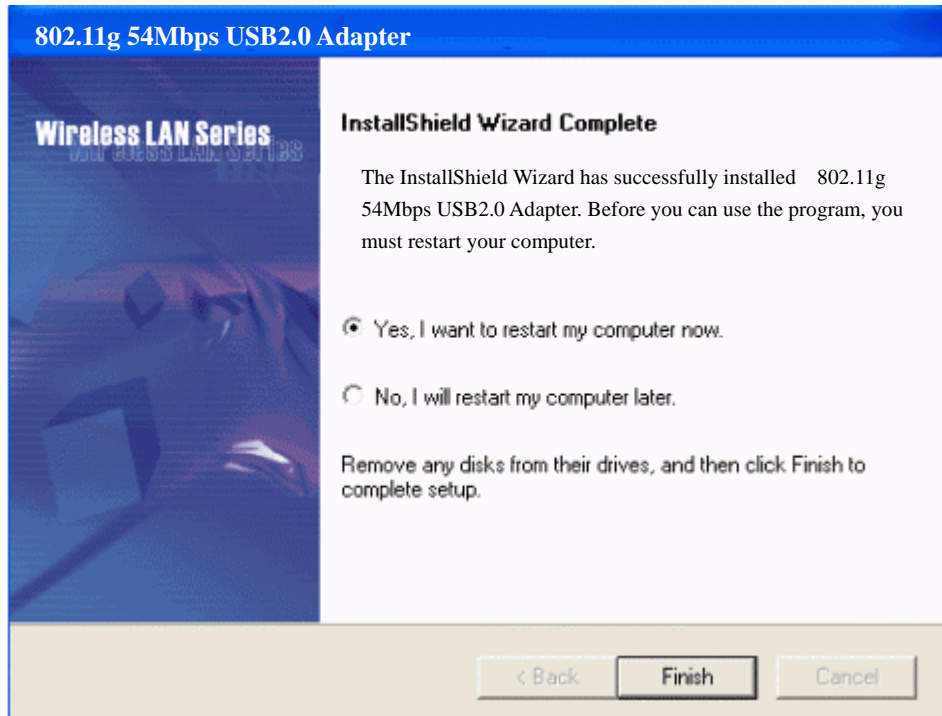 802.11g 54Mbps USB2.0 Adapter
Wireless LAN Series
InstallShield Wizard Complete
The InstallShield Wizard has successfully installed 802.11g
54Mbps USB2.0 Adapter. Before you can use the program, you
must restart your computer.
Yes, I want to restart my computer now.
No, I will restart my computer later.
Remove any disks from their drives, and then click Finish to
complete setup.
< Back
Finish
Cancel